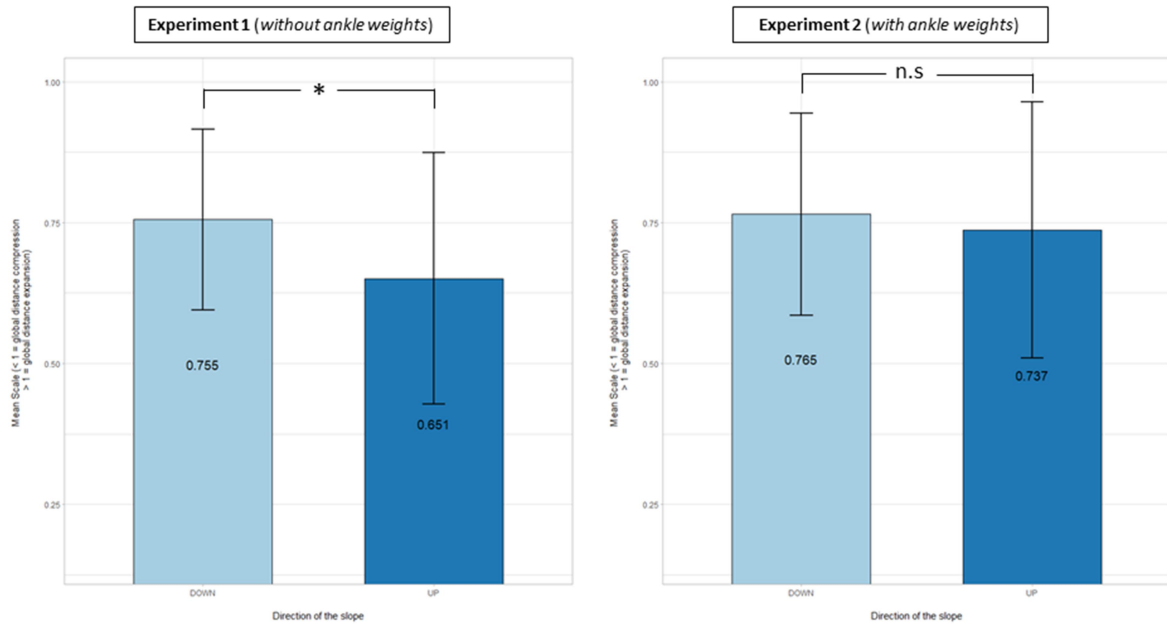 Experiment 1 (without ankle weights)
1.00
0.75
0.50
0.25
Mean Scale (< 1 = global distance compression
> 1 = global distance expansion)
*
0.755
0.651
DOWN
UP
Direction of the slope
Experiment 2 (with ankle weights)
1.00
0.75
0.50
0.25
Mean Scale (< 1 = global distance compression
> 1 = global distance expansion)
n.s
0.765
0.737
DOWN
UP
Direction of the slope